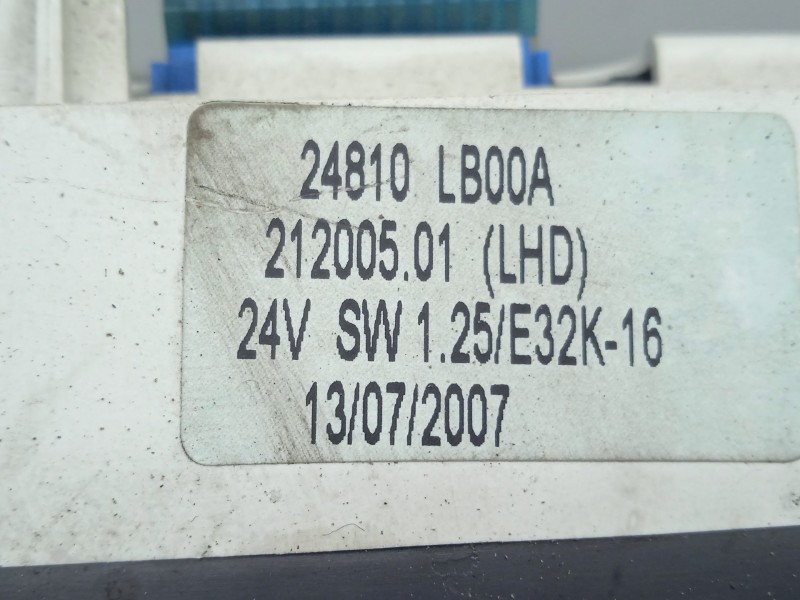 24810 LB00A
212005.01 (LHD)
24V SW 1.25/E32K-16
13/07/2007